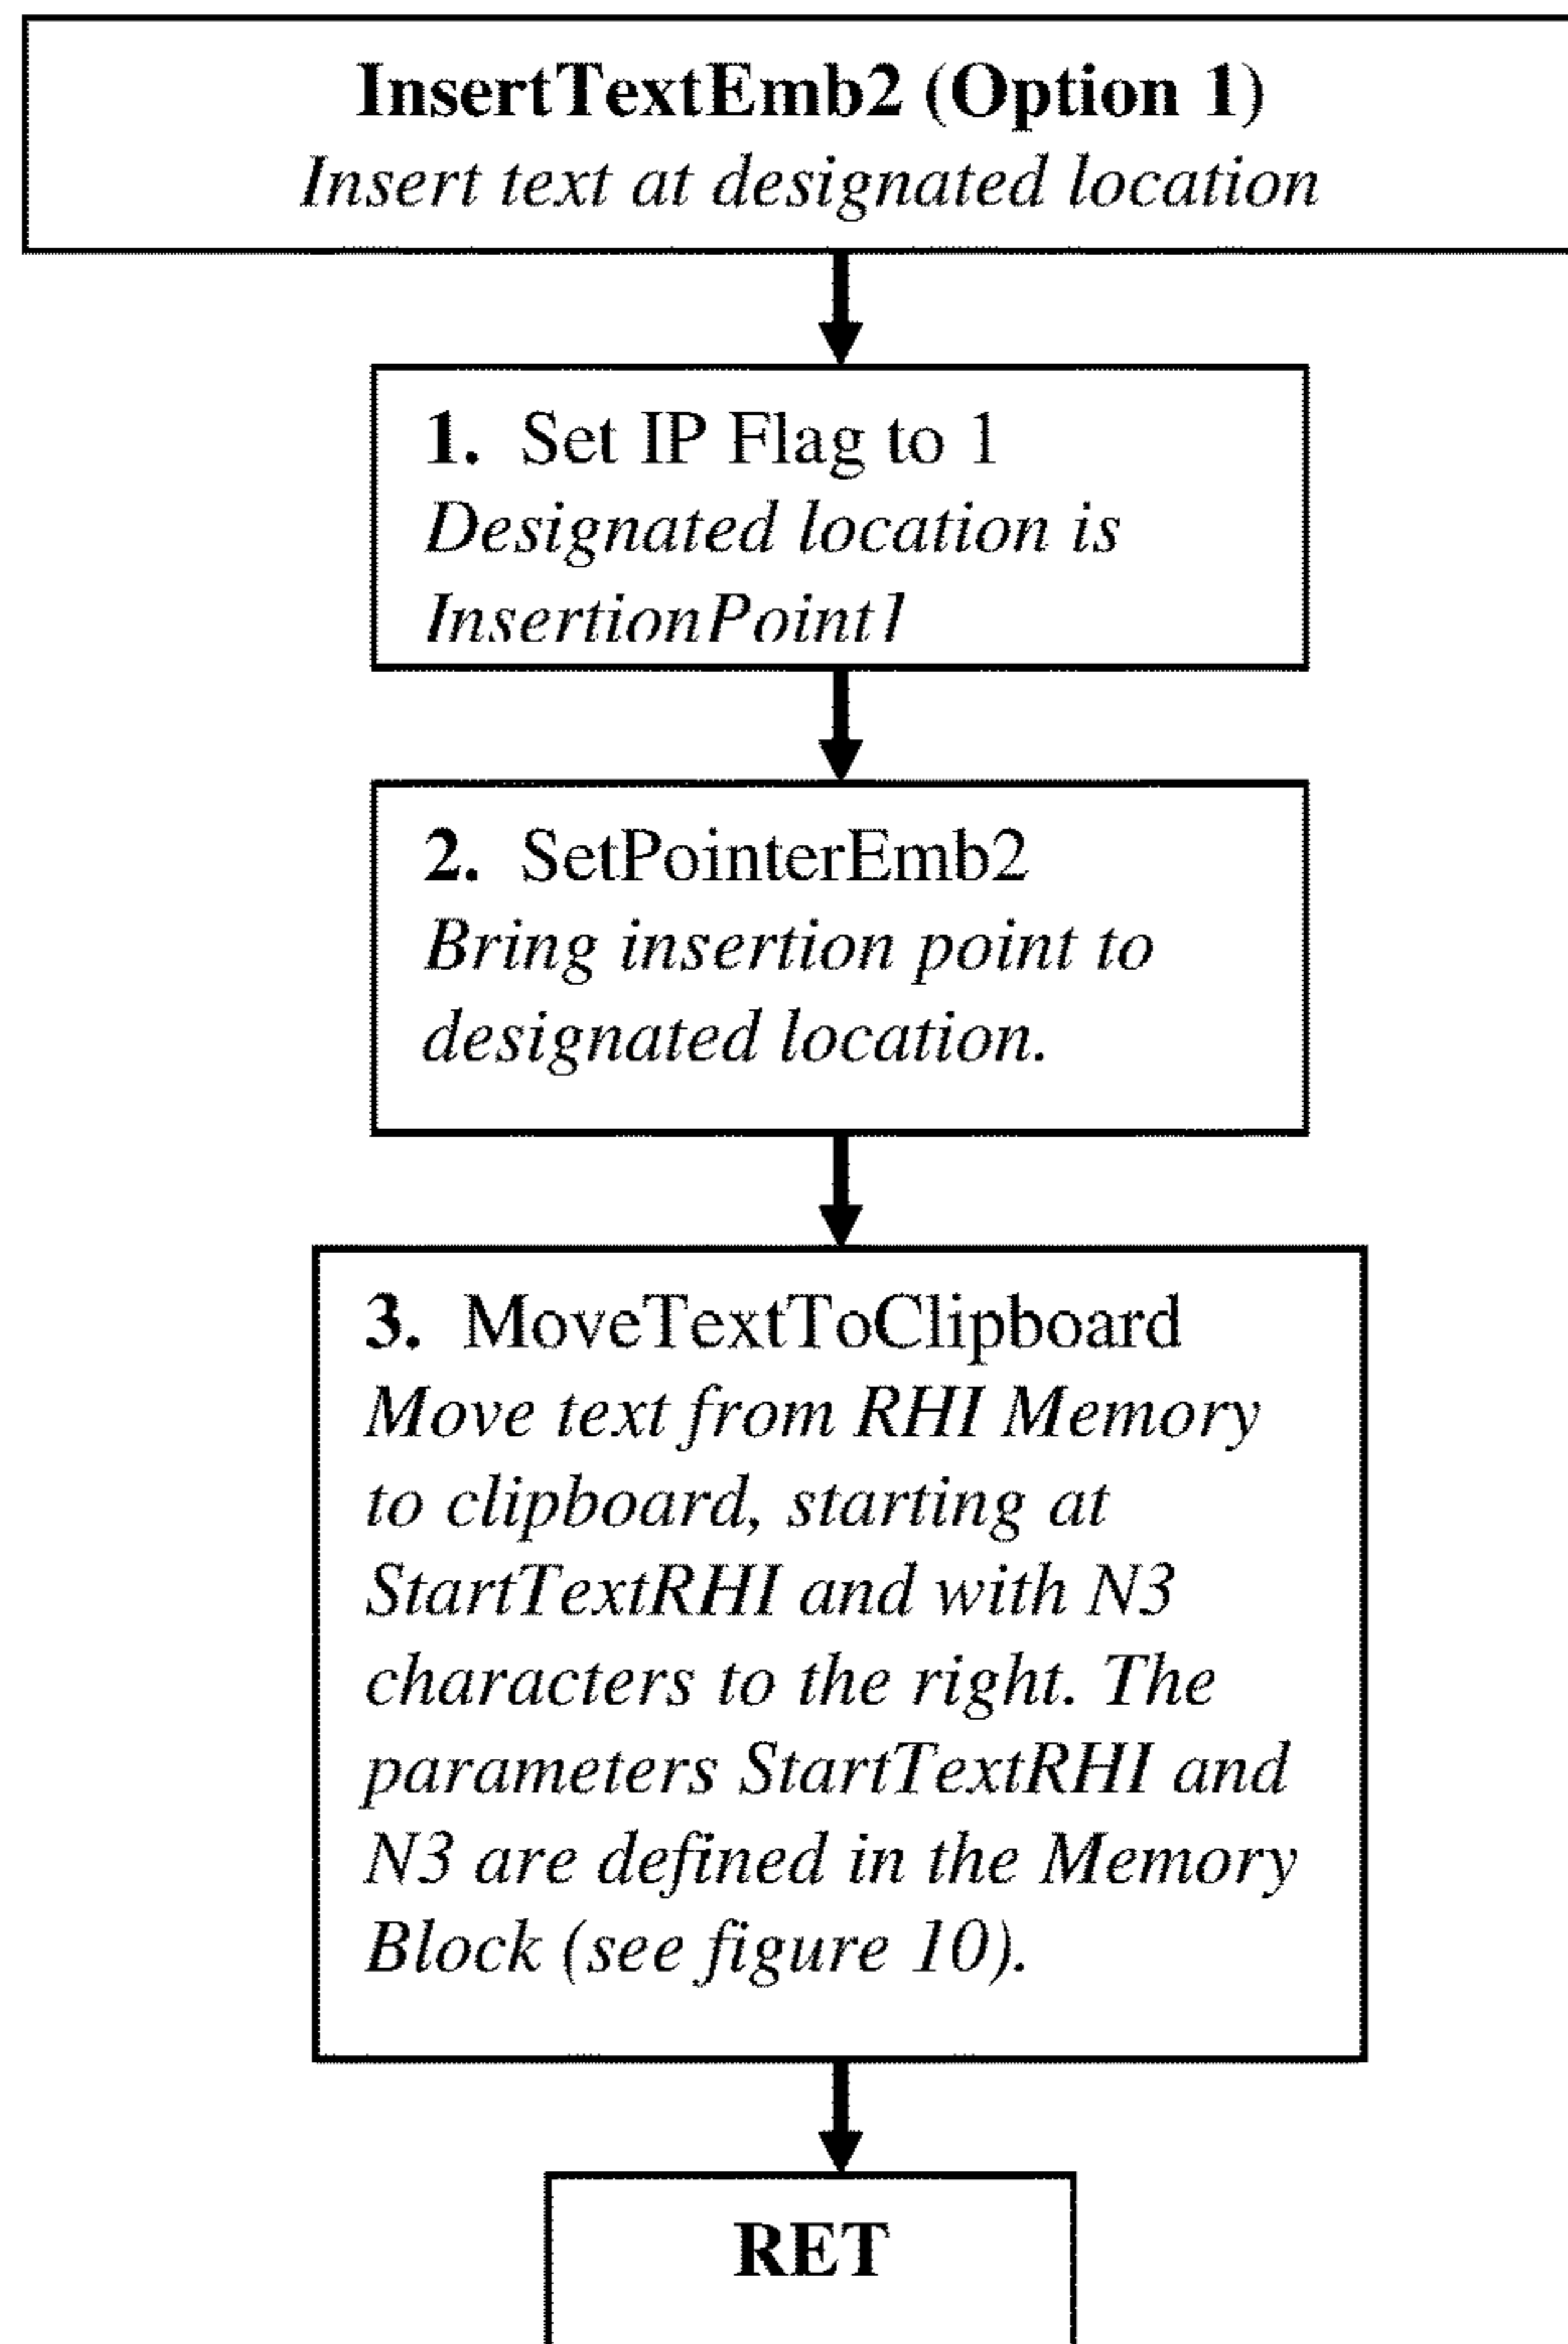 InsertTextEmb2 (Option 1)
Insert text at designated location
1. Set IP Flag to 1
Designated location is
InsertionPoint1
2. SetPointerEmb2
Bring insertion point to
designated location.
3. MoveTextToClipboard
Move text from RHI Memory
to clipboard, starting at
StartTextRHI and with N3
characters to the right. The
parameters StartTextRHI and
N3 are defined in the Memory
Block (see figure 10).
RET